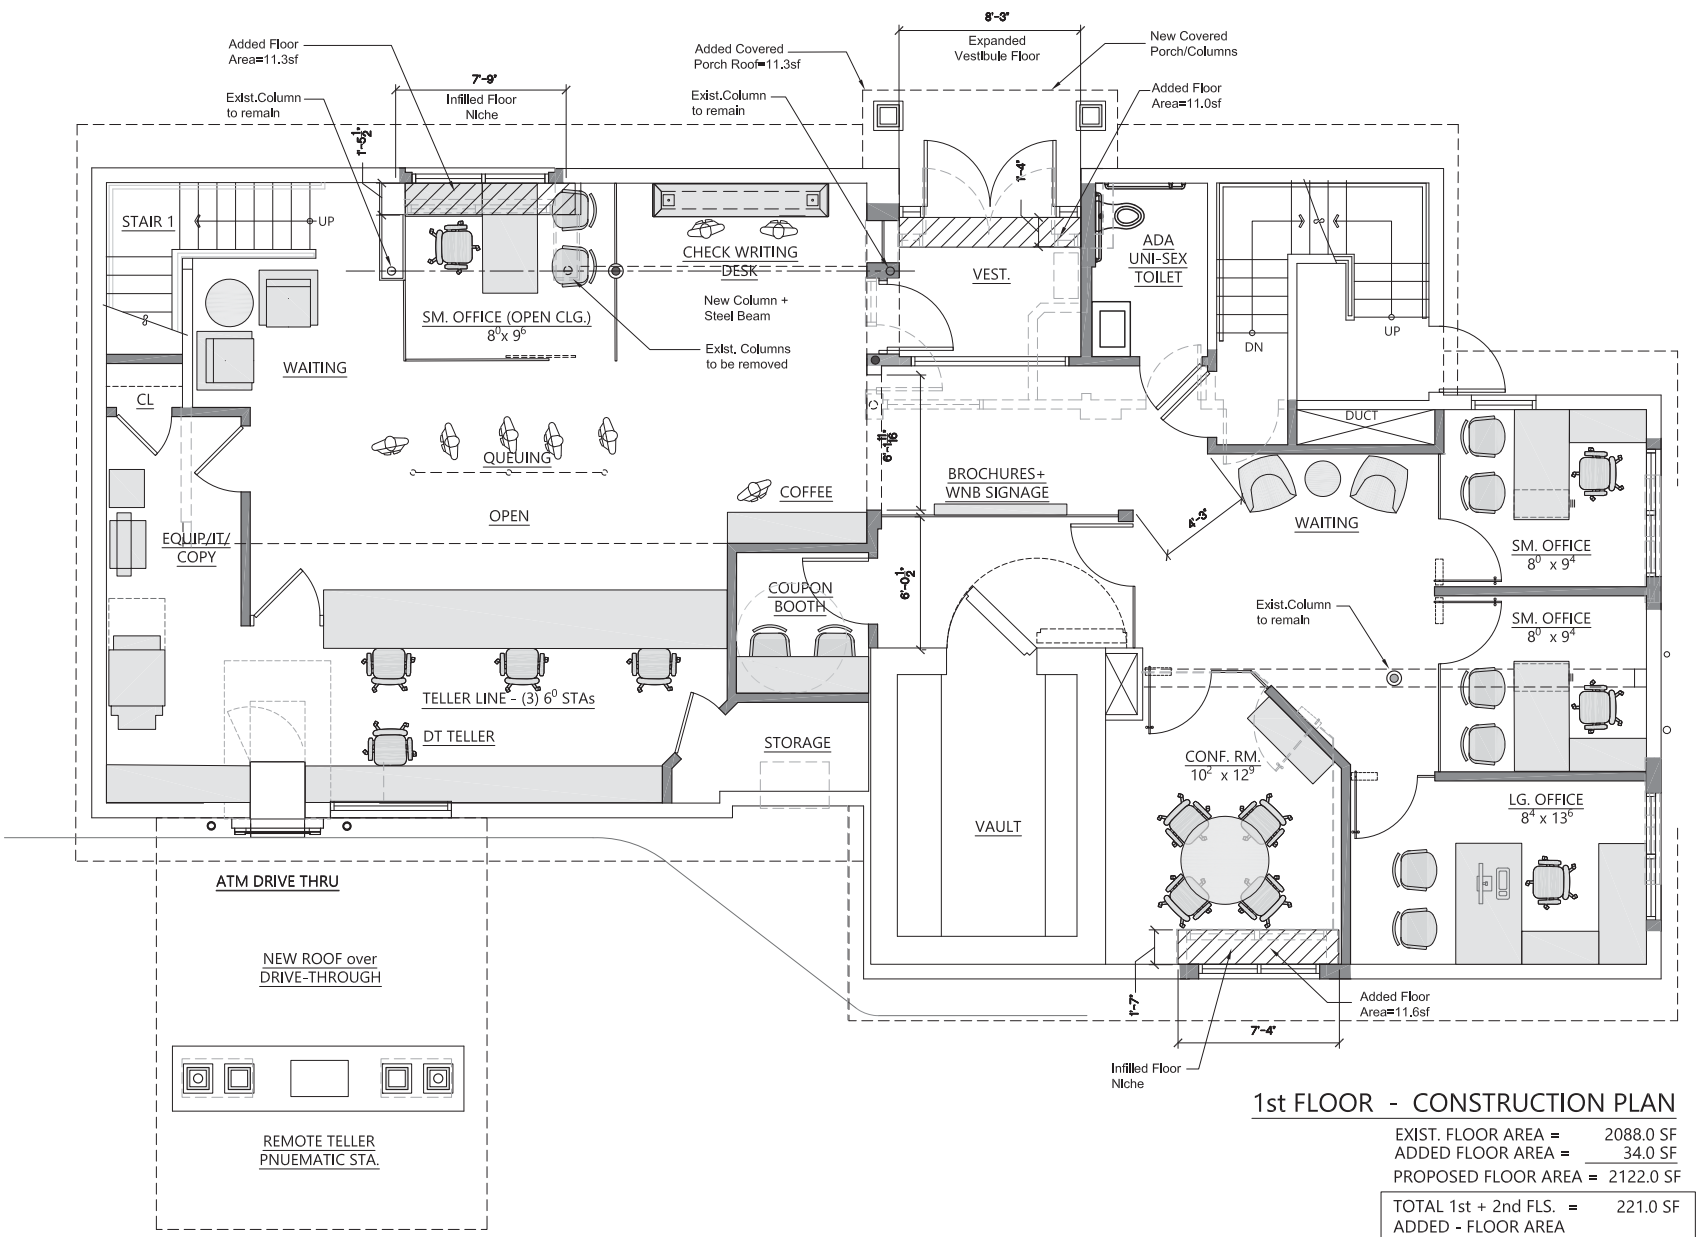 8'-3"
Added Floor
Area=11.3sf
7'-9"
Infilled Floor
Niche
Exist.Column
to remain
1'-5½"
Added Covered
Porch Roof=11.3sf
Exist.Column
to remain
Expanded
Vestibule Floor
New Covered
Porch/Columns
Added Floor
Area=11.0sf
1'-4"
STAIR 1
UP
CHECK WRITING
DESK
New Column +
Steel Beam
SM. OFFICE (OPEN CLG.)
8⁰x 9⁶
Exist. Columns
to be removed
VEST.
ADA
UNI-SEX
TOILET
DN
UP
WAITING
CL
DUCT
QUEUING
6'-1 11/16"
BROCHURES+
WNB SIGNAGE
COFFEE
OPEN
4'-3"
WAITING
EQUIP/IT/
COPY
SM. OFFICE
8⁰ x 9⁴
COUPON
BOOTH
6'-0½"
Exist.Column
to remain
SM. OFFICE
8⁰ x 9⁴
TELLER LINE - (3) 6⁰ STAs
DT TELLER
STORAGE
CONF. RM.
10² x 12⁹
VAULT
LG. OFFICE
8⁴ x 13⁶
ATM DRIVE THRU
NEW ROOF over
DRIVE-THROUGH
1'-7"
Added Floor
Area=11.6sf
7'-4"
Infilled Floor
Niche
REMOTE TELLER
PNUEMATIC STA.
1st FLOOR - CONSTRUCTION PLAN
EXIST. FLOOR AREA = 2088.0 SF
ADDED FLOOR AREA = 34.0 SF
PROPOSED FLOOR AREA = 2122.0 SF
TOTAL 1st + 2nd FLS. = 221.0 SF
ADDED - FLOOR AREA